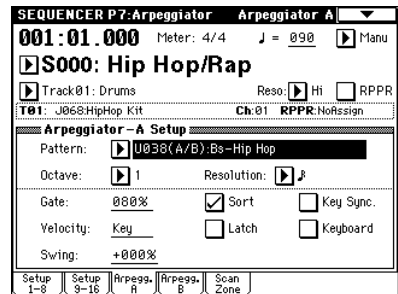 SEQUENCER P7:Arpeggiator Arpeggiator A
001:01.000 Meter: 4/4 ♩ = 090 Manu
S000: Hip Hop/Rap
Track01: Drums Reso: Hi RPPR
T01: J068:HipHop Kit Ch:01 RPPR:NoAssign
Arpeggiator-A Setup
Pattern: U038(A/B):Bs-Hip Hop
Octave: 1 Resolution: ♪
Gate: 080% Sort Key Sync.
Velocity: Key Latch Keyboard
Swing: +000%
Setup 1-8 Setup 9-16 Arpegg. A Arpegg. B Scan Zone